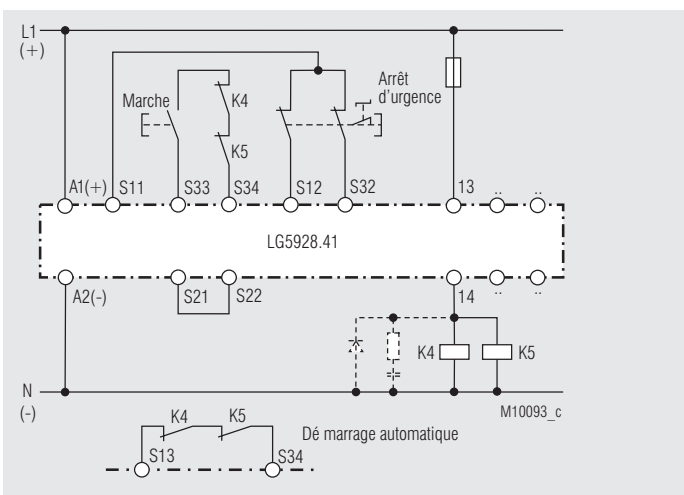 L1
(+)
Marche
K4
K5
Arrêt
d'urgence
A1(+)
S11
S33
S34
S12
S32
13
..
..
LG5928.41
A2(-)
S21
S22
14
..
..
K4
K5
N
(-)
M10093_c
K4
K5
Dé marrage automatique
S13
S34